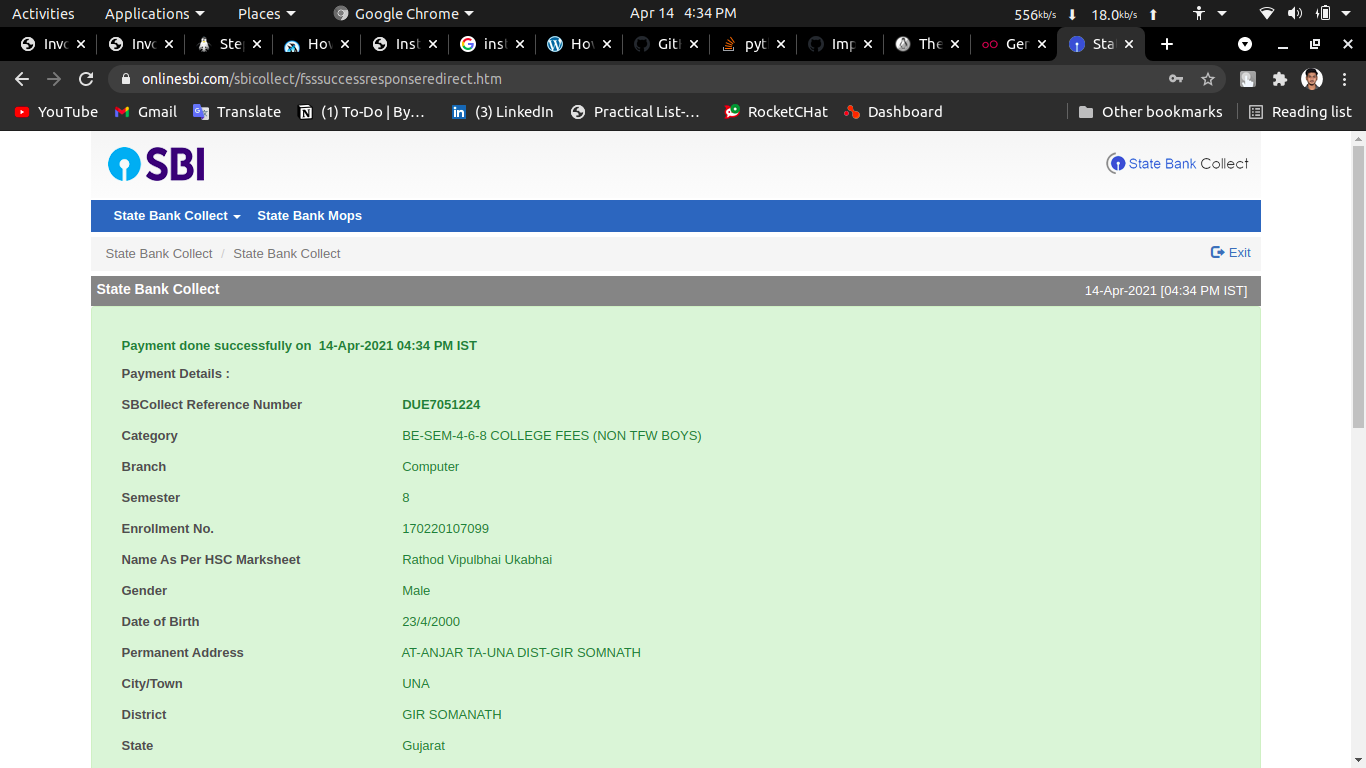 Activities Applications Places Google Chrome Apr 14 4:34 PM 556kb/s 18.0kb/s
Invo Invo Step How Inst inst How Gitl pytl Imp The Ger Sta
onlinesbi.com/sbicollect/fsssuccessresponseredirect.htm
YouTube Gmail Translate (1) To-Do | By… (3) LinkedIn Practical List-… RocketCHat Dashboard Other bookmarks Reading list
SBI State Bank Collect
State Bank Collect State Bank Mops
State Bank Collect / State Bank Collect Exit
State Bank Collect 14-Apr-2021 [04:34 PM IST]
Payment done successfully on 14-Apr-2021 04:34 PM IST
Payment Details :
SBCollect Reference Number DUE7051224
Category BE-SEM-4-6-8 COLLEGE FEES (NON TFW BOYS)
Branch Computer
Semester 8
Enrollment No. 170220107099
Name As Per HSC Marksheet Rathod Vipulbhai Ukabhai
Gender Male
Date of Birth 23/4/2000
Permanent Address AT-ANJAR TA-UNA DIST-GIR SOMNATH
City/Town UNA
District GIR SOMANATH
State Gujarat